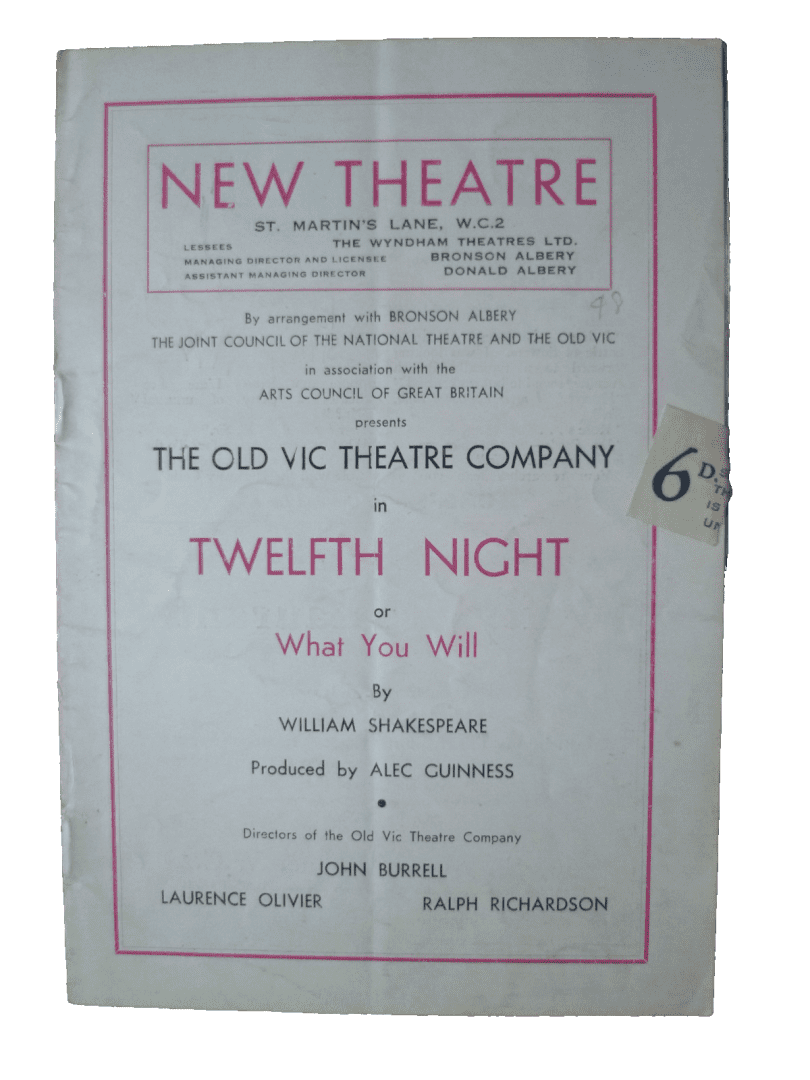 NEW THEATRE
ST. MARTIN'S LANE, W.C.2
LESSEES THE WYNDHAM THEATRES LTD.
MANAGING DIRECTOR AND LICENSEE BRONSON ALBERY
ASSISTANT MANAGING DIRECTOR DONALD ALBERY
48
By arrangement with BRONSON ALBERY
THE JOINT COUNCIL OF THE NATIONAL THEATRE AND THE OLD VIC
in association with the
ARTS COUNCIL OF GREAT BRITAIN
presents
THE OLD VIC THEATRE COMPANY
6D.
in
TWELFTH NIGHT
or
What You Will
By
WILLIAM SHAKESPEARE
Produced by ALEC GUINNESS
•
Directors of the Old Vic Theatre Company
JOHN BURRELL
LAURENCE OLIVIER RALPH RICHARDSON